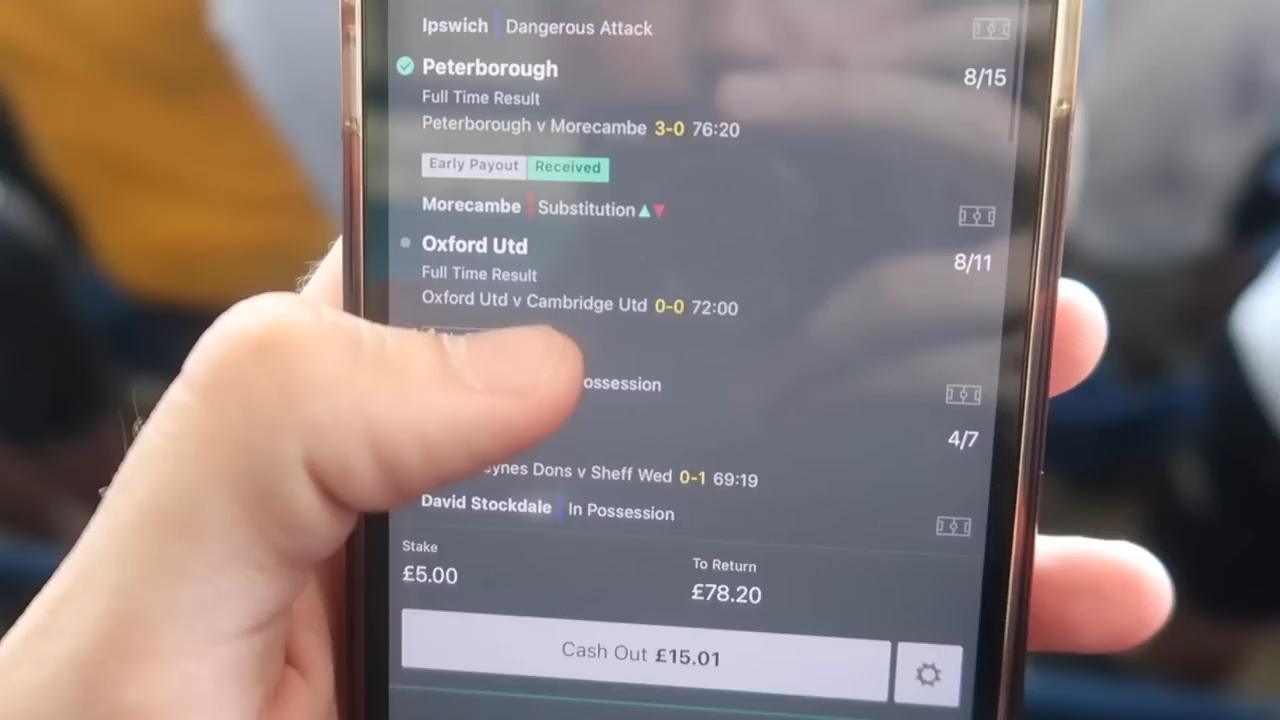 Ipswich Dangerous Attack
Peterborough 8/15
Full Time Result
Peterborough v Morecambe 3-0 76:20
Early Payout Received
Morecambe Substitution
Oxford Utd 8/11
Full Time Result
Oxford Utd v Cambridge Utd 0-0 72:00
ossession
4/7
ynes Dons v Sheff Wed 0-1 69:19
David Stockdale In Possession
Stake To Return
£5.00 £78.20
Cash Out £15.01